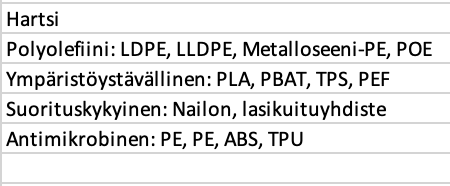 Hartsi
Polyolefiini: LDPE, LLDPE, Metalloseeni-PE, POE
Ympäristöystävällinen: PLA, PBAT, TPS, PEF
Suorituskykyinen: Nailon, lasikuituyhdiste
Antimikrobinen: PE, PE, ABS, TPU